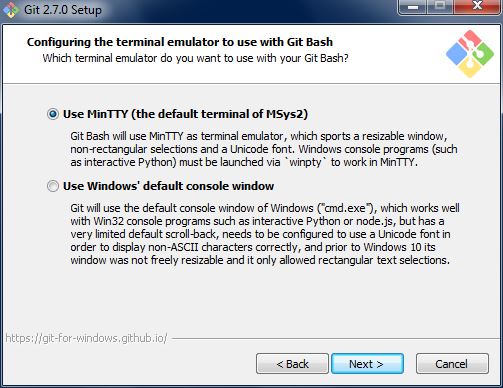 Git 2.7.0 Setup
Configuring the terminal emulator to use with Git Bash
Which terminal emulator do you want to use with your Git Bash?
Use MinTTY (the default terminal of MSys2)
Git Bash will use MinTTY as terminal emulator, which sports a resizable window,
non-rectangular selections and a Unicode font. Windows console programs (such
as interactive Python) must be launched via `winpty` to work in MinTTY.
Use Windows' default console window
Git will use the default console window of Windows ("cmd.exe"), which works well
with Win32 console programs such as interactive Python or node.js, but has a
very limited default scroll-back, needs to be configured to use a Unicode font in
order to display non-ASCII characters correctly, and prior to Windows 10 its
window was not freely resizable and it only allowed rectangular text selections.
https://git-for-windows.github.io/
< Back
Next >
Cancel